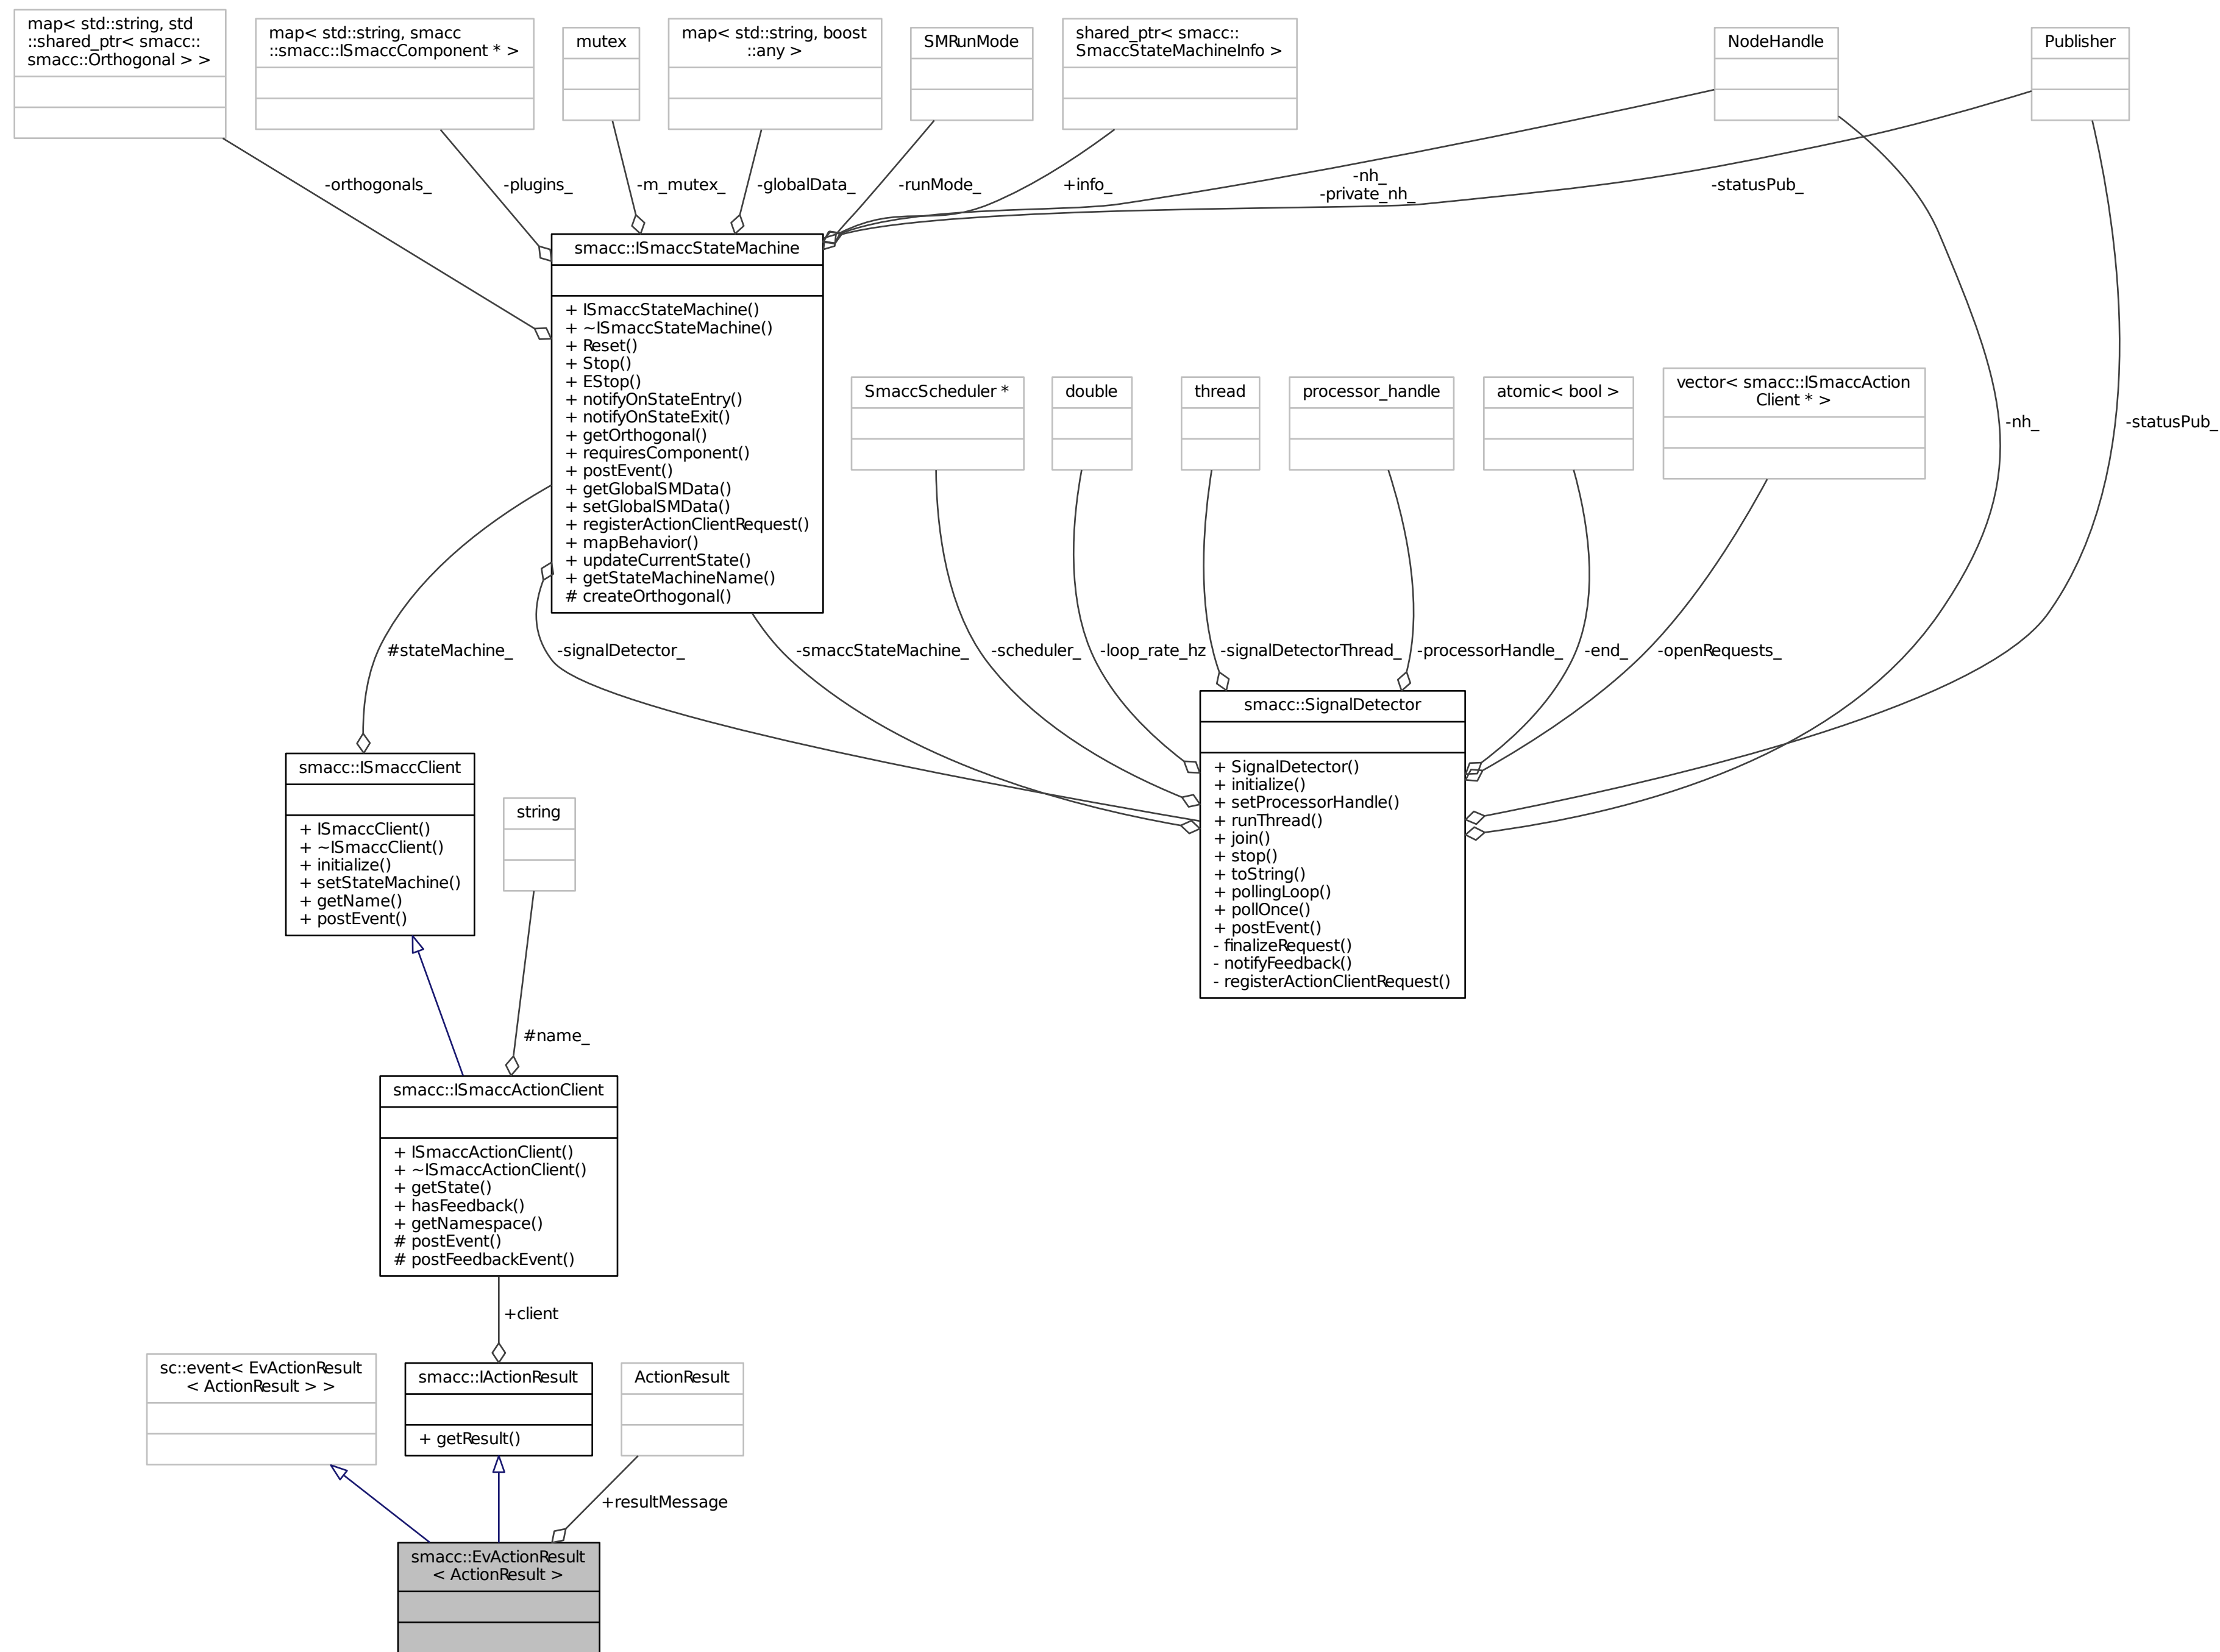 map< std::string, std
::shared_ptr< smacc::
smacc::Orthogonal > >
map< std::string, smacc
::smacc::ISmaccComponent * >
mutex
map< std::string, boost
::any >
SMRunMode
shared_ptr< smacc::
SmaccStateMachineInfo >
NodeHandle
Publisher
-orthogonals_
-plugins_
-m_mutex_
-globalData_
-runMode_
+info_
-nh_
-private_nh_
-statusPub_
smacc::ISmaccStateMachine
+ ISmaccStateMachine()
+ ~ISmaccStateMachine()
+ Reset()
+ Stop()
+ EStop()
+ notifyOnStateEntry()
+ notifyOnStateExit()
+ getOrthogonal()
+ requiresComponent()
+ postEvent()
+ getGlobalSMData()
+ setGlobalSMData()
+ registerActionClientRequest()
+ mapBehavior()
+ updateCurrentState()
+ getStateMachineName()
# createOrthogonal()
SmaccScheduler *
double
thread
processor_handle
atomic< bool >
vector< smacc::ISmaccAction
Client * >
-nh_
-statusPub_
#stateMachine_
-signalDetector_
-smaccStateMachine_
-scheduler_
-loop_rate_hz
-signalDetectorThread_
-processorHandle_
-end_
-openRequests_
smacc::SignalDetector
+ SignalDetector()
+ initialize()
+ setProcessorHandle()
+ runThread()
+ join()
+ stop()
+ toString()
+ pollingLoop()
+ pollOnce()
+ postEvent()
- finalizeRequest()
- notifyFeedback()
- registerActionClientRequest()
smacc::ISmaccClient
+ ISmaccClient()
+ ~ISmaccClient()
+ initialize()
+ setStateMachine()
+ getName()
+ postEvent()
string
#name_
smacc::ISmaccActionClient
+ ISmaccActionClient()
+ ~ISmaccActionClient()
+ getState()
+ hasFeedback()
+ getNamespace()
# postEvent()
# postFeedbackEvent()
+client
sc::event< EvActionResult
< ActionResult > >
smacc::IActionResult
+ getResult()
ActionResult
+resultMessage
smacc::EvActionResult
< ActionResult >